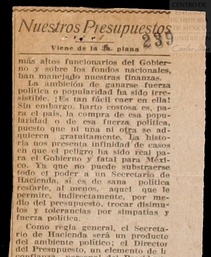 Nuestros Presupuestos
239
Viene de la 3a. plana
más altos funcionarios del Gobier-
no y sobre los fondos nacionales,
ban manejado nuestras finanzas.
La ambición de ganarse fuerza
política o popularidad ha sido irre-
sistible. ¡Es tan fácil caer en ella!
Sin embargo, harto costosa es, pa-
ra el país, la compra de esa popu-
laridad o de esa fuerza política,
puesto que ni una ni otra se ad-
quieren gratuitamente. La histo-
ria nos presenta infinidad de casos
en que el peligro ha sido real pa-
ra el Gobierno y fatal para Méxi-
co. Ya que me puede substraerse
todo el poder a un Secretario de
Hacienda, si es de sana política
restarle, al menos, aquel que le
permite, indirectamente, por me-
dio del presupuesto, trocar disimu-
los y tolerancias por simpatías y
fuerza política.
Como regla general, el Secreta-
rio de Hacienda será un producto
del ambiente político; el Director
del Presupuesto, un elemento de la